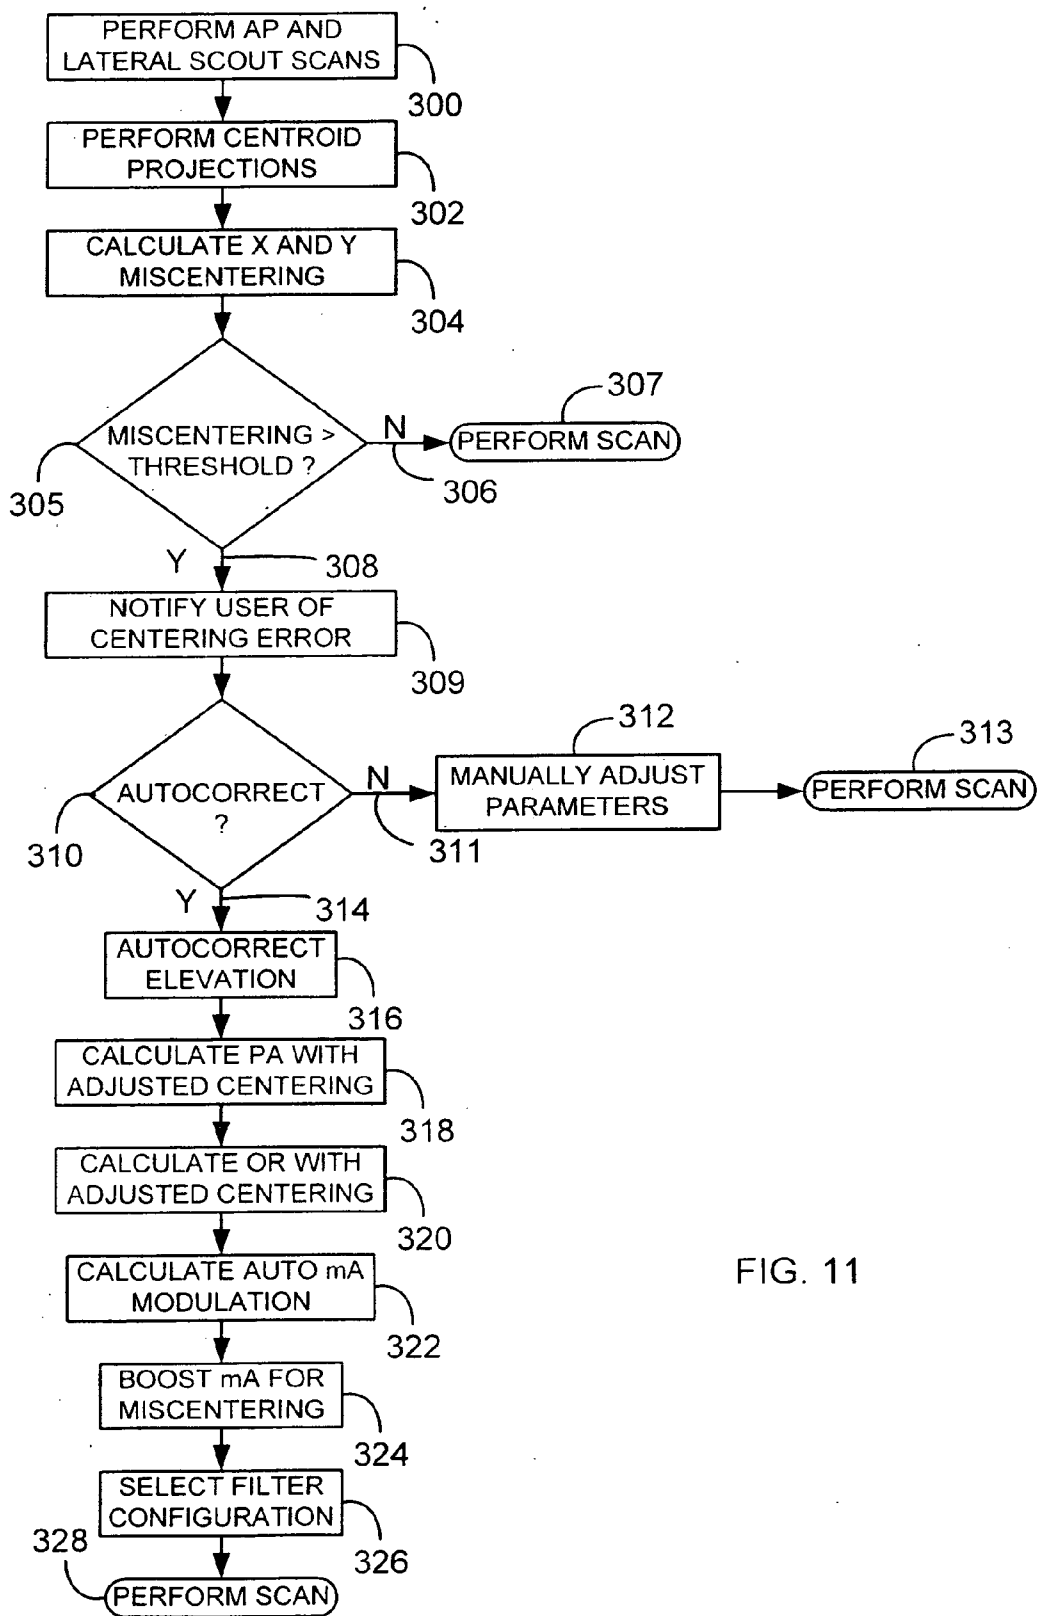 PERFORM AP AND
LATERAL SCOUT SCANS
300
PERFORM CENTROID
PROJECTIONS
302
CALCULATE X AND Y
MISCENTERING
304
307
MISCENTERING >
THRESHOLD ?
N
PERFORM SCAN
305
306
Y
308
NOTIFY USER OF
CENTERING ERROR
309
312
313
AUTOCORRECT
?
N
MANUALLY ADJUST
PARAMETERS
PERFORM SCAN
310
311
Y
314
AUTOCORRECT
ELEVATION
316
CALCULATE PA WITH
ADJUSTED CENTERING
318
CALCULATE OR WITH
ADJUSTED CENTERING
320
CALCULATE AUTO mA
MODULATION
322
BOOST mA FOR
MISCENTERING
324
SELECT FILTER
CONFIGURATION
326
328
PERFORM SCAN
FIG. 11